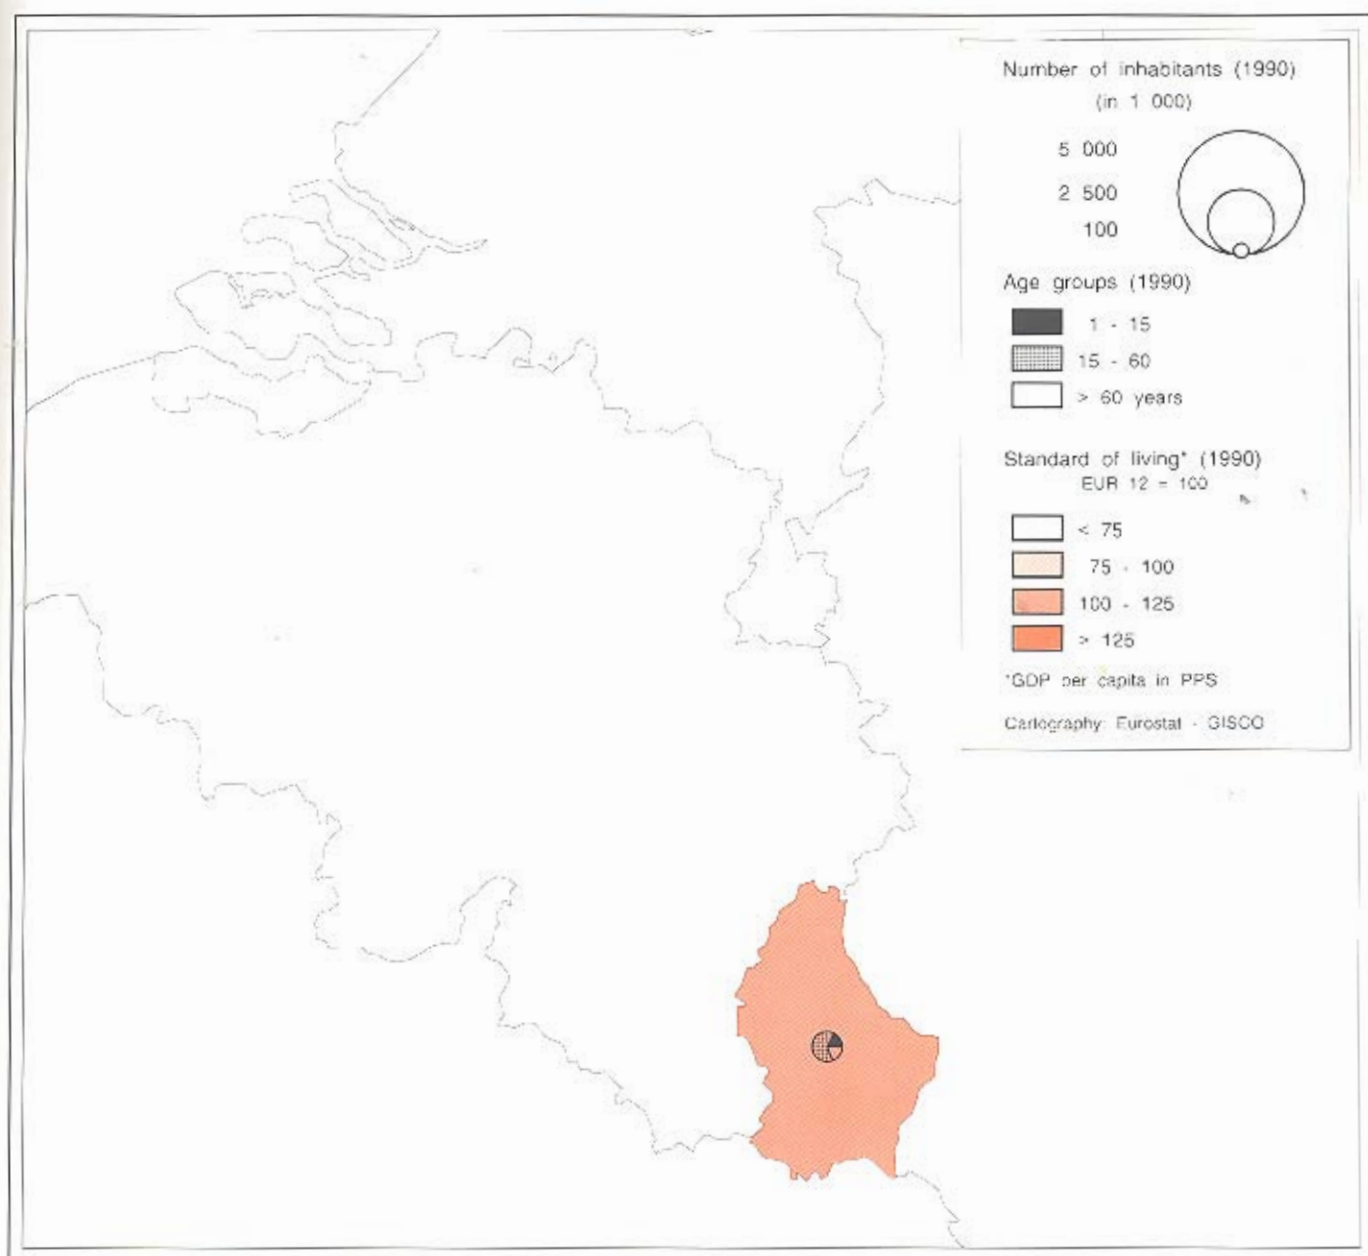 Number of inhabitants (1990)
(in 1 000)
5 000
2 500
100
Age groups (1990)
1 - 15
15 - 60
> 60 years
Standard of living* (1990)
EUR 12 = 100
< 75
75 - 100
100 - 125
> 125
*GDP per capita in PPS
Cartography: Eurostat - GISCO